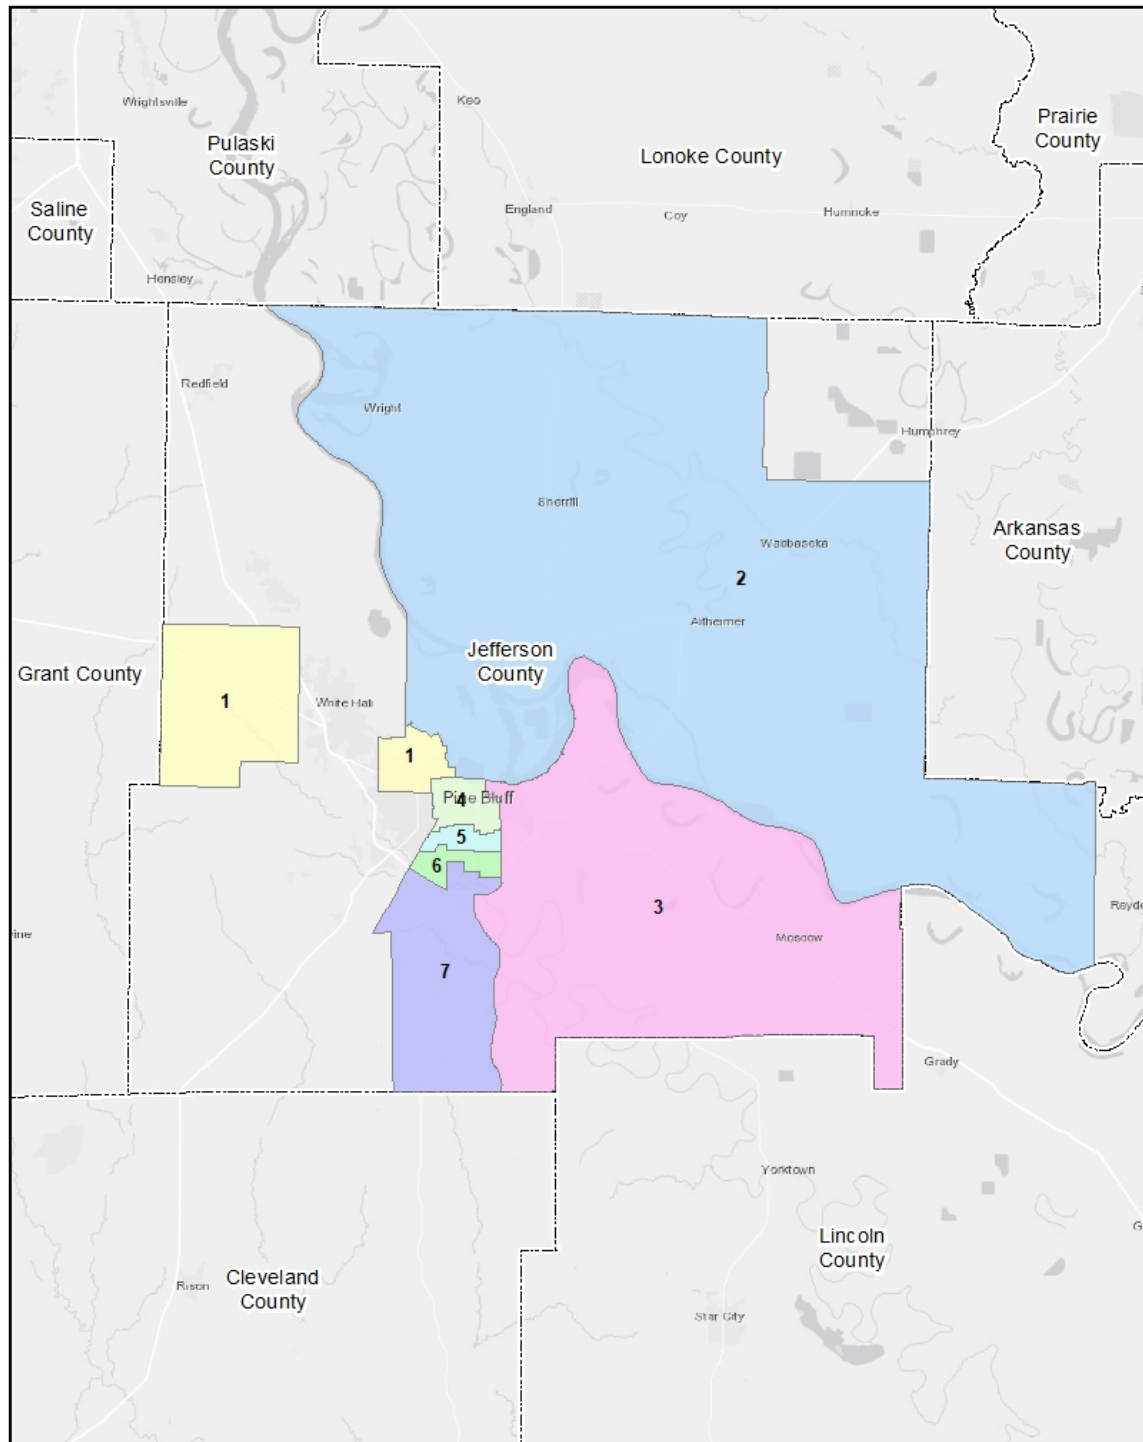 Wrightsville
Keo
Pulaski
County
Lonoke County
Prairie
County
Saline
County
England
Coy
Humnoke
Hensley
Redfield
Wright
Humphrey
Sherrill
Wabbaseka
Arkansas
County
2
Altheimer
Jefferson
County
Grant County
1
White Hall
1
4
Pine Bluff
5
6
3
Reyde
ine
Moscow
7
Grady
Yorktown
Lincoln
County
G
Rison
Cleveland
County
Star City